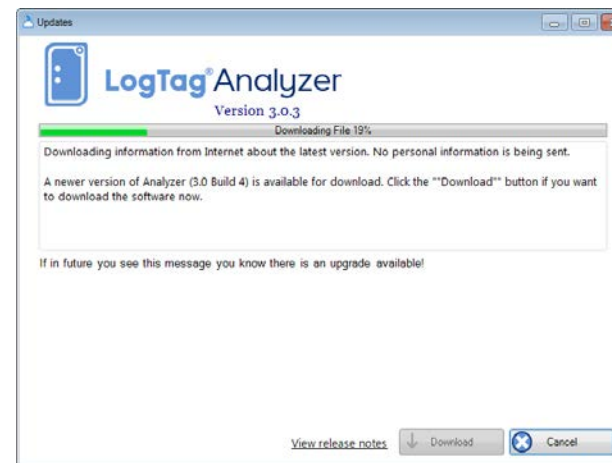 Updates
LogTag® Analyzer
Version 3.0.3
Downloading File 19%
Downloading information from Internet about the latest version. No personal information is being sent.
A newer version of Analyzer (3.0 Build 4) is available for download. Click the ""Download"" button if you want
to download the software now.
If in future you see this message you know there is an upgrade available!
View release notes
Download
Cancel